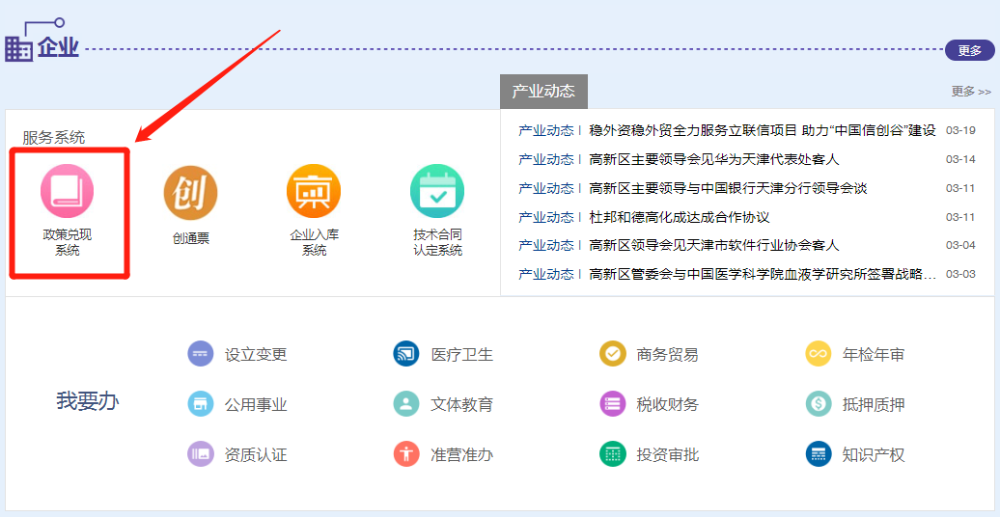 企业
更多
产业动态
更多 >>
服务系统
政策兑现
系统
创
创通票
企业入库
系统
技术合同
认定系统
产业动态 | 稳外资稳外贸全力服务立联信项目 助力“中国信创谷”建设 03-19
产业动态 | 高新区主要领导会见华为天津代表处客人 03-14
产业动态 | 高新区主要领导与中国银行天津分行领导会谈 03-11
产业动态 | 杜邦和德高化成达成合作协议 03-11
产业动态 | 高新区领导会见天津市软件行业协会客人 03-04
产业动态 | 高新区管委会与中国医学科学院血液学研究所签署战略... 03-03
我要办
设立变更 医疗卫生 商务贸易 年检年审
公用事业 文体教育 税收财务 抵押质押
资质认证 准营准办 投资审批 知识产权